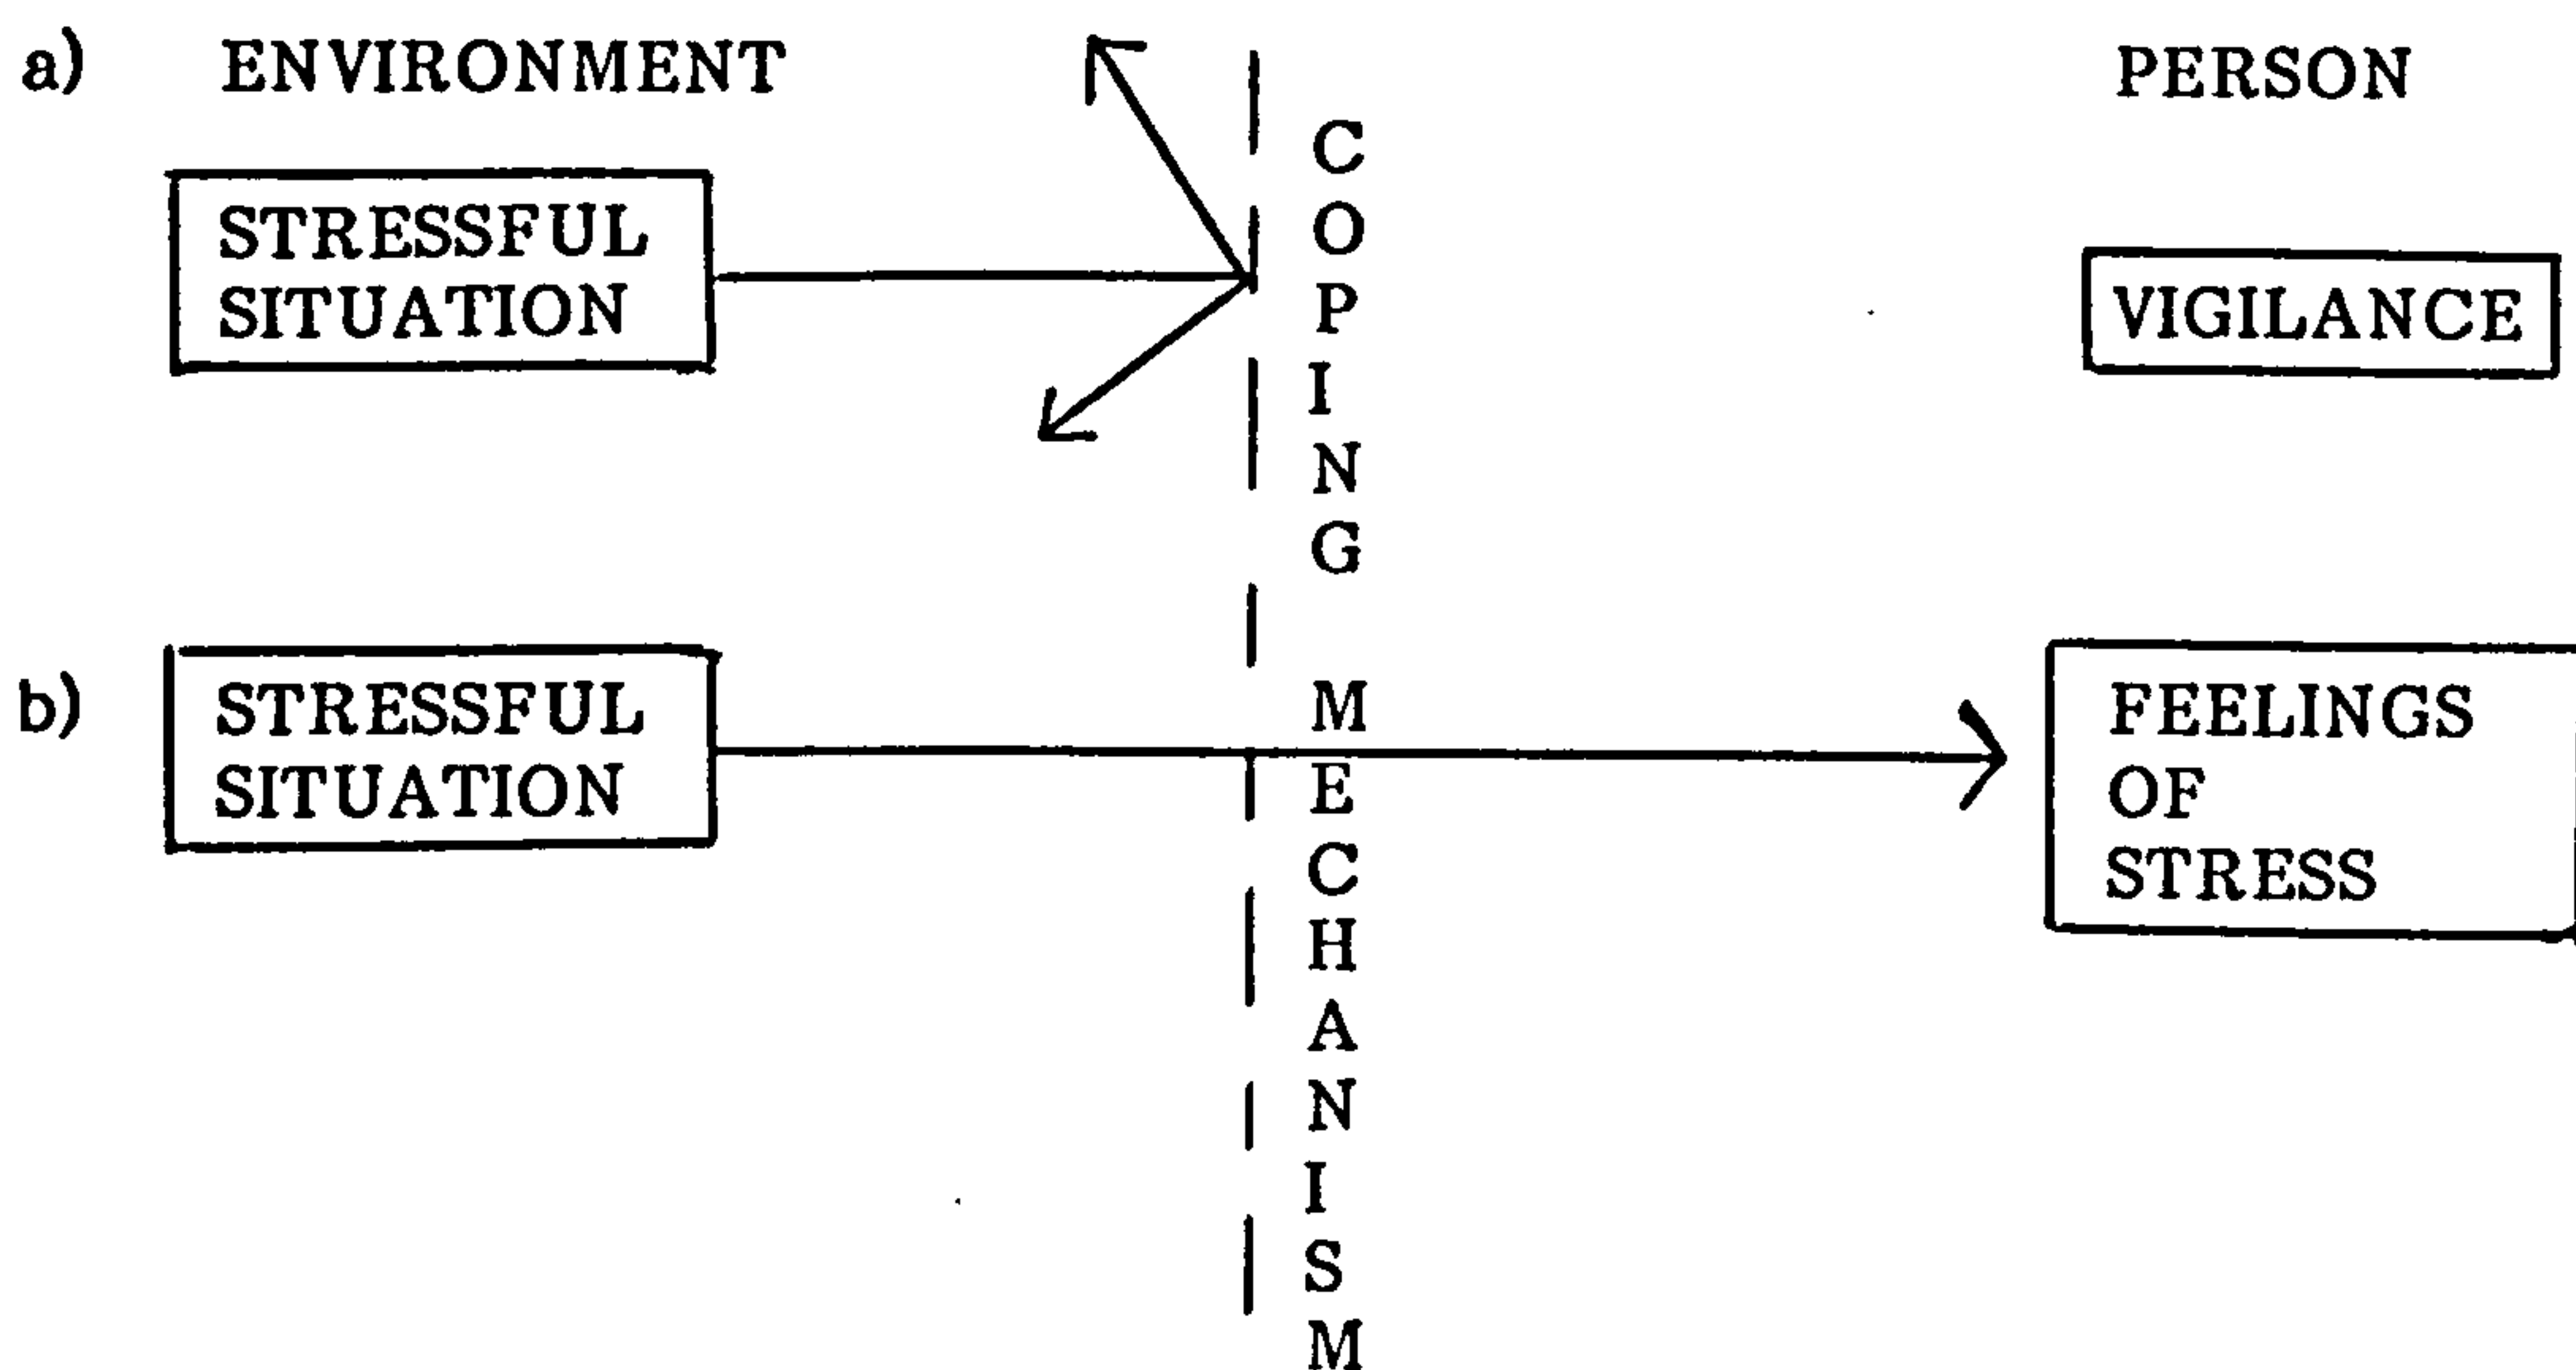 a) ENVIRONMENT PERSON
STRESSFUL
SITUATION
VIGILANCE
COPING MECHANISM
b) STRESSFUL
SITUATION
FEELINGS
OF
STRESS